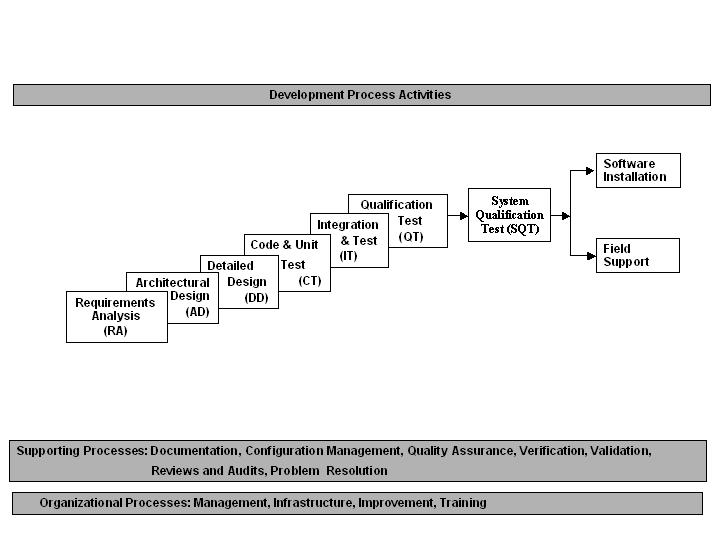 Development Process Activities
Software
Installation
System
Qualification
Test (SQT)
Field
Support
Qualification
Test
(QT)
Integration
& Test
(IT)
Code & Unit
Test
(CT)
Detailed
Design
(DD)
Architectural
Design
(AD)
Requirements
Analysis
(RA)
Supporting Processes: Documentation, Configuration Management, Quality Assurance, Verification, Validation,
Reviews and Audits, Problem Resolution
Organizational Processes: Management, Infrastructure, Improvement, Training